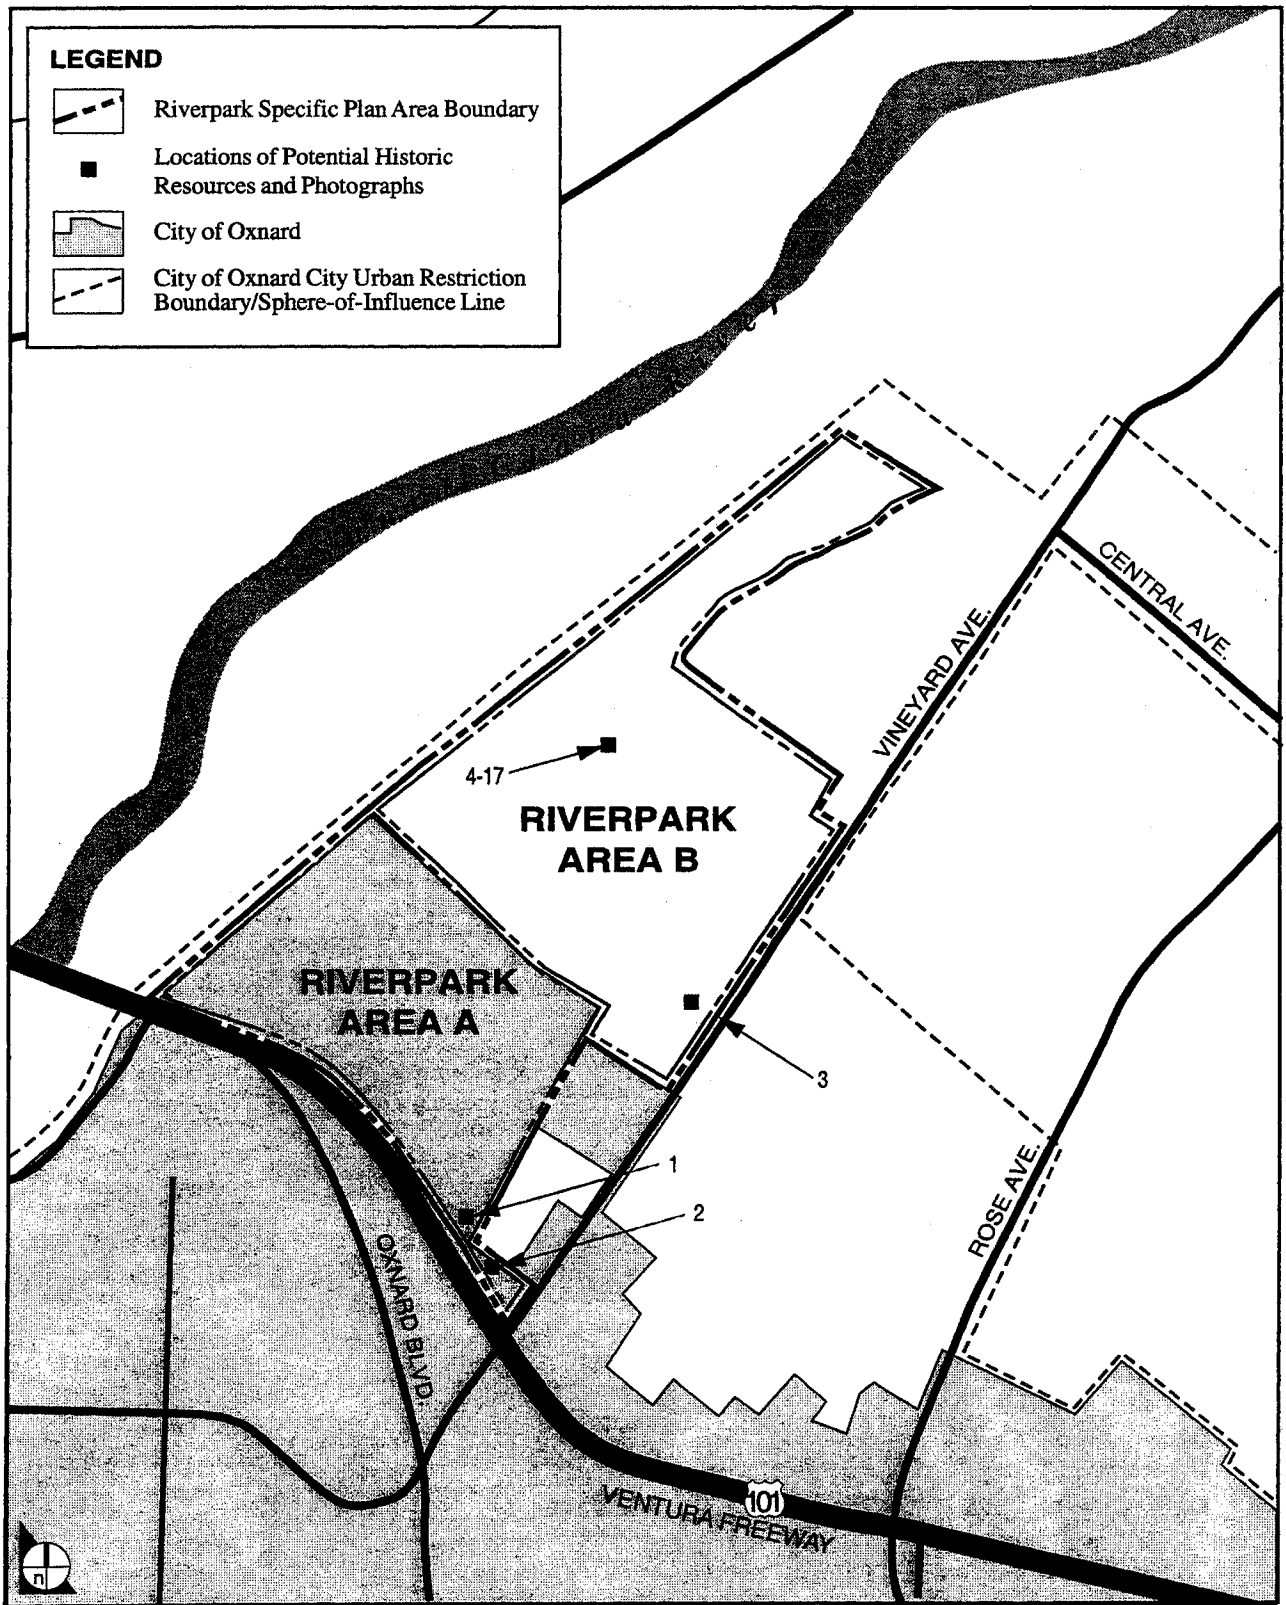 LEGEND
Riverpark Specific Plan Area Boundary
Locations of Potential Historic
Resources and Photographs
City of Oxnard
City of Oxnard City Urban Restriction
Boundary/Sphere-of-Influence Line
CENTRAL AVE.
VINEYARD AVE.
4-17
RIVERPARK
AREA B
RIVERPARK
AREA A
3
1
2
ROSE AVE.
OXNARD BLVD.
101
VENTURA FREEWAY
n